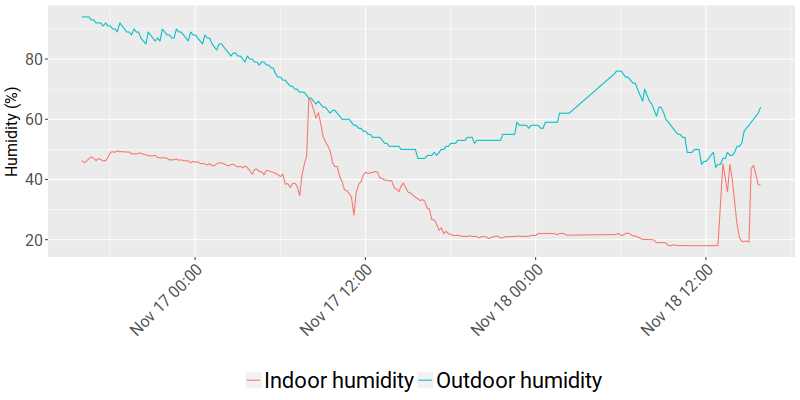 Humidity (%)
80
60
40
20
Nov 17 00:00
Nov 17 12:00
Nov 18 00:00
Nov 18 12:00
Indoor humidity
Outdoor humidity